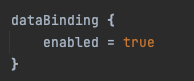 dataBinding {
    enabled = true
}